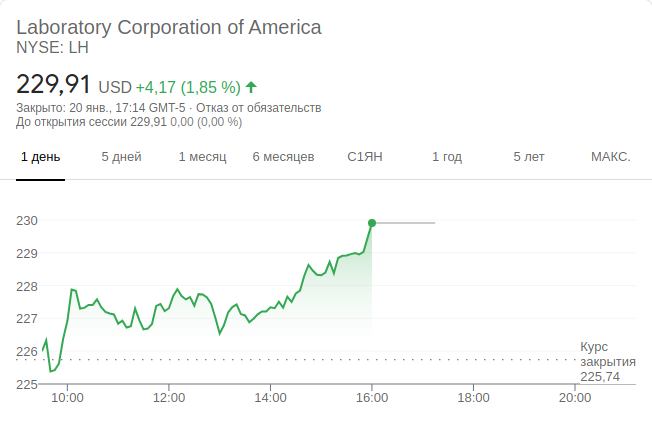 Laboratory Corporation of America
NYSE: LH
229,91 USD +4,17 (1,85 %)
Закрыто: 20 янв., 17:14 GMT-5 · Отказ от обязательств
До открытия сессии 229,91 0,00 (0,00 %)
1 день 5 дней 1 месяц 6 месяцев С1ЯН 1 год 5 лет МАКС.
230
229
228
227
226
225
Курс
закрытия
225,74
10:00 12:00 14:00 16:00 18:00 20:00